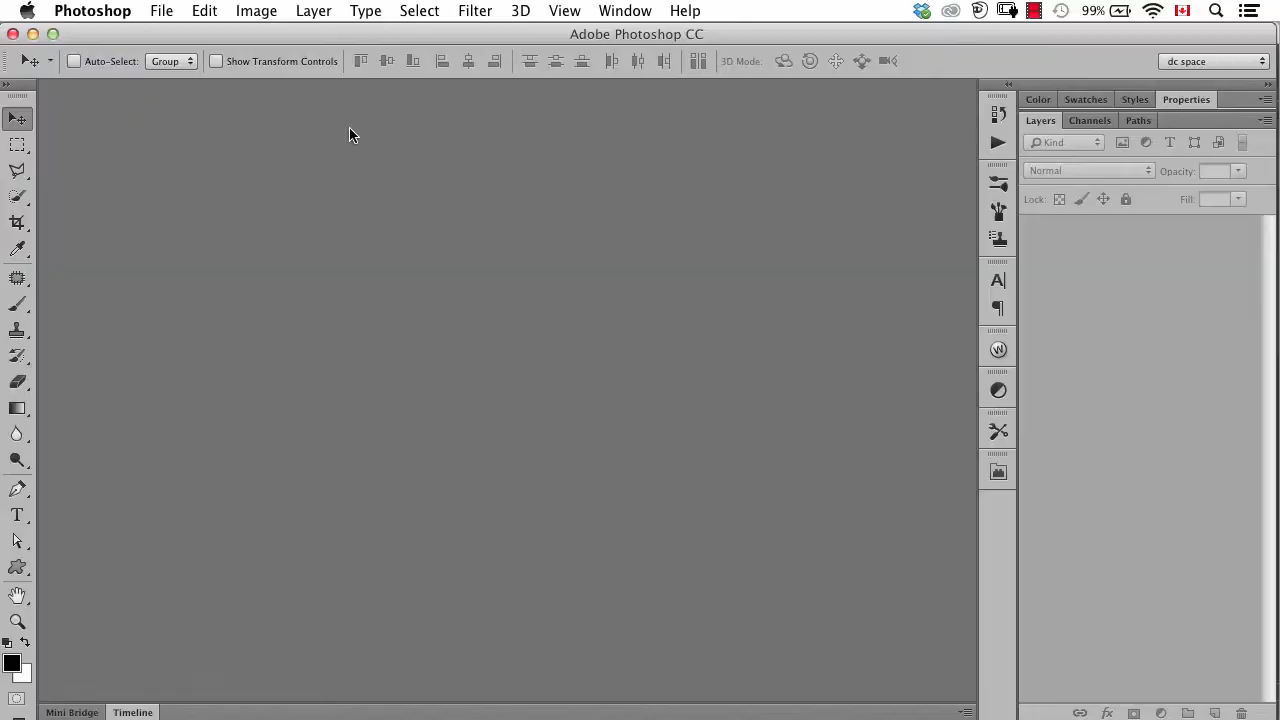 Photoshop File Edit Image Layer Type Select Filter 3D View Window Help 99%
Adobe Photoshop CC
Auto-Select: Group Show Transform Controls 3D Mode: dc space
Color Swatches Styles Properties
Layers Channels Paths
Kind T
Normal Opacity:
Lock: Fill:
A
W
T
fx
Mini Bridge Timeline